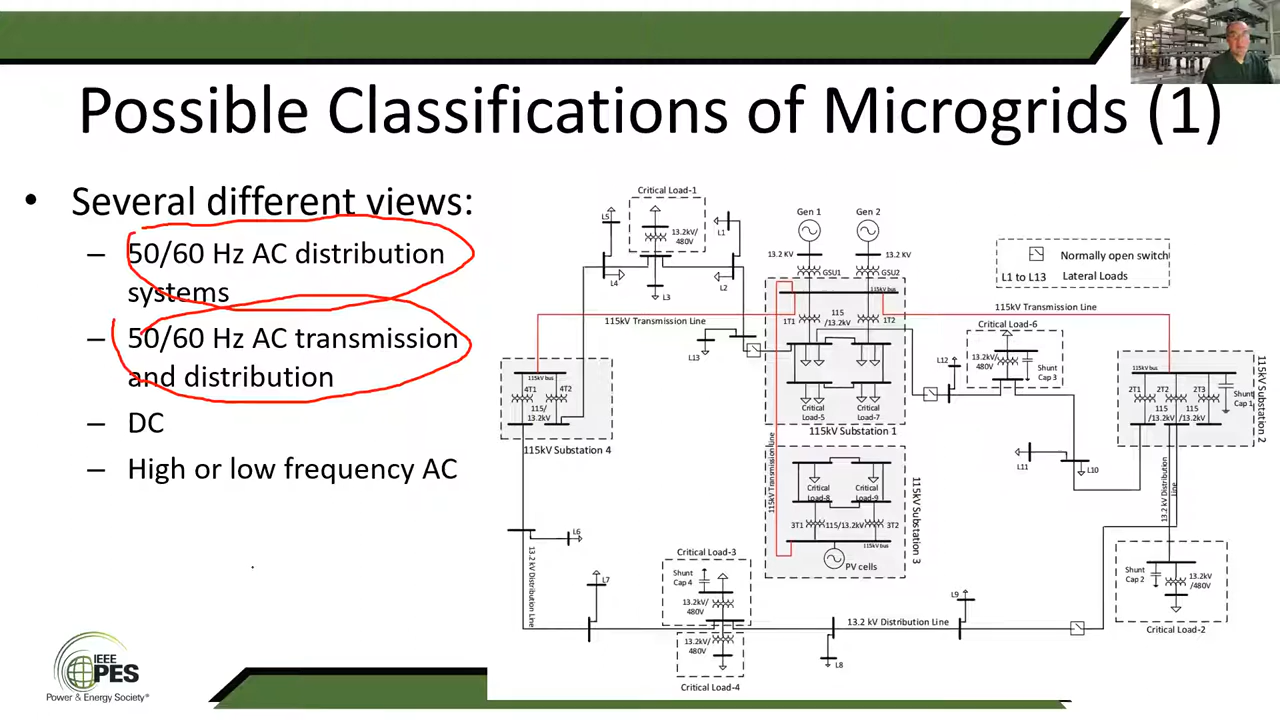 Possible Classifications of Microgrids (1)
• Several different views:
– 50/60 Hz AC distribution
systems
– 50/60 Hz AC transmission
and distribution
– DC
– High or low frequency AC
IEEE
PES
Power & Energy Society®
Critical Load-1
13.2kV/
480V
L5
L1
L4
L3
L2
L13
Gen 1
Gen 2
13.2 KV
13.2 KV
GSU1
GSU2
115kV bus
1T1
115
/13.2kV
1T2
Critical
Load-5
Critical
Load-7
115kV Substation 1
Normally open switch
L1 to L13
Lateral Loads
115kV Transmission Line
115kV Transmission Line
115kV Transmission Line
115kV bus
4T1
4T2
115/
13.2kV
115kV Substation 4
Critical Load-6
13.2kV/
480V
Shunt
Cap 3
L12
L11
L10
115kV bus
2T1
2T2
2T3
115
/13.2kV
115
/13.2kV
Shunt
Cap 1
115kV Substation 2
Critical
Load-8
Critical
Load-9
3T1
115/13.2kV
3T2
115kV bus
PV cells
115kV Substation 3
13.2 kV Distribution
Line
L6
13.2 kV Distribution Line
L7
Critical Load-3
Shunt
Cap 4
13.2kV/
480V
13.2kV/
480V
Critical Load-4
13.2 kV Distribution Line
L8
L9
Shunt
Cap 2
13.2kV
/480V
Critical Load-2